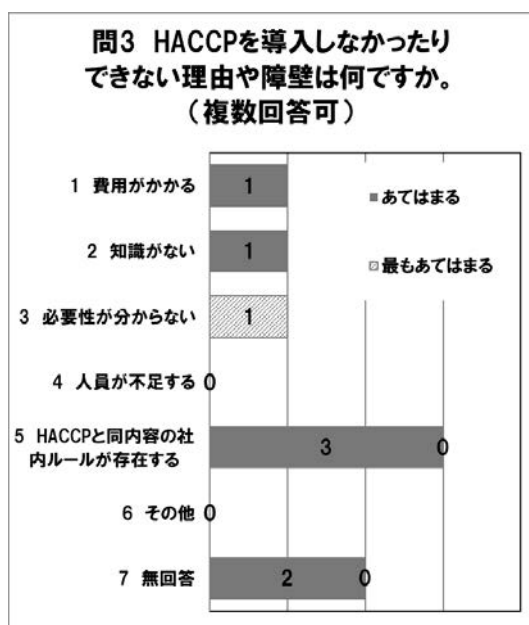 問3 HACCPを導入しなかったり
できない理由や障壁は何ですか。
（複数回答可）
1 費用がかかる
1
■あてはまる
2 知識がない
1
最もあてはまる
3 必要性が分からない
1
4 人員が不足する
0
5 HACCPと同内容の社
内ルールが存在する
3
0
6 その他
0
7 無回答
2
0